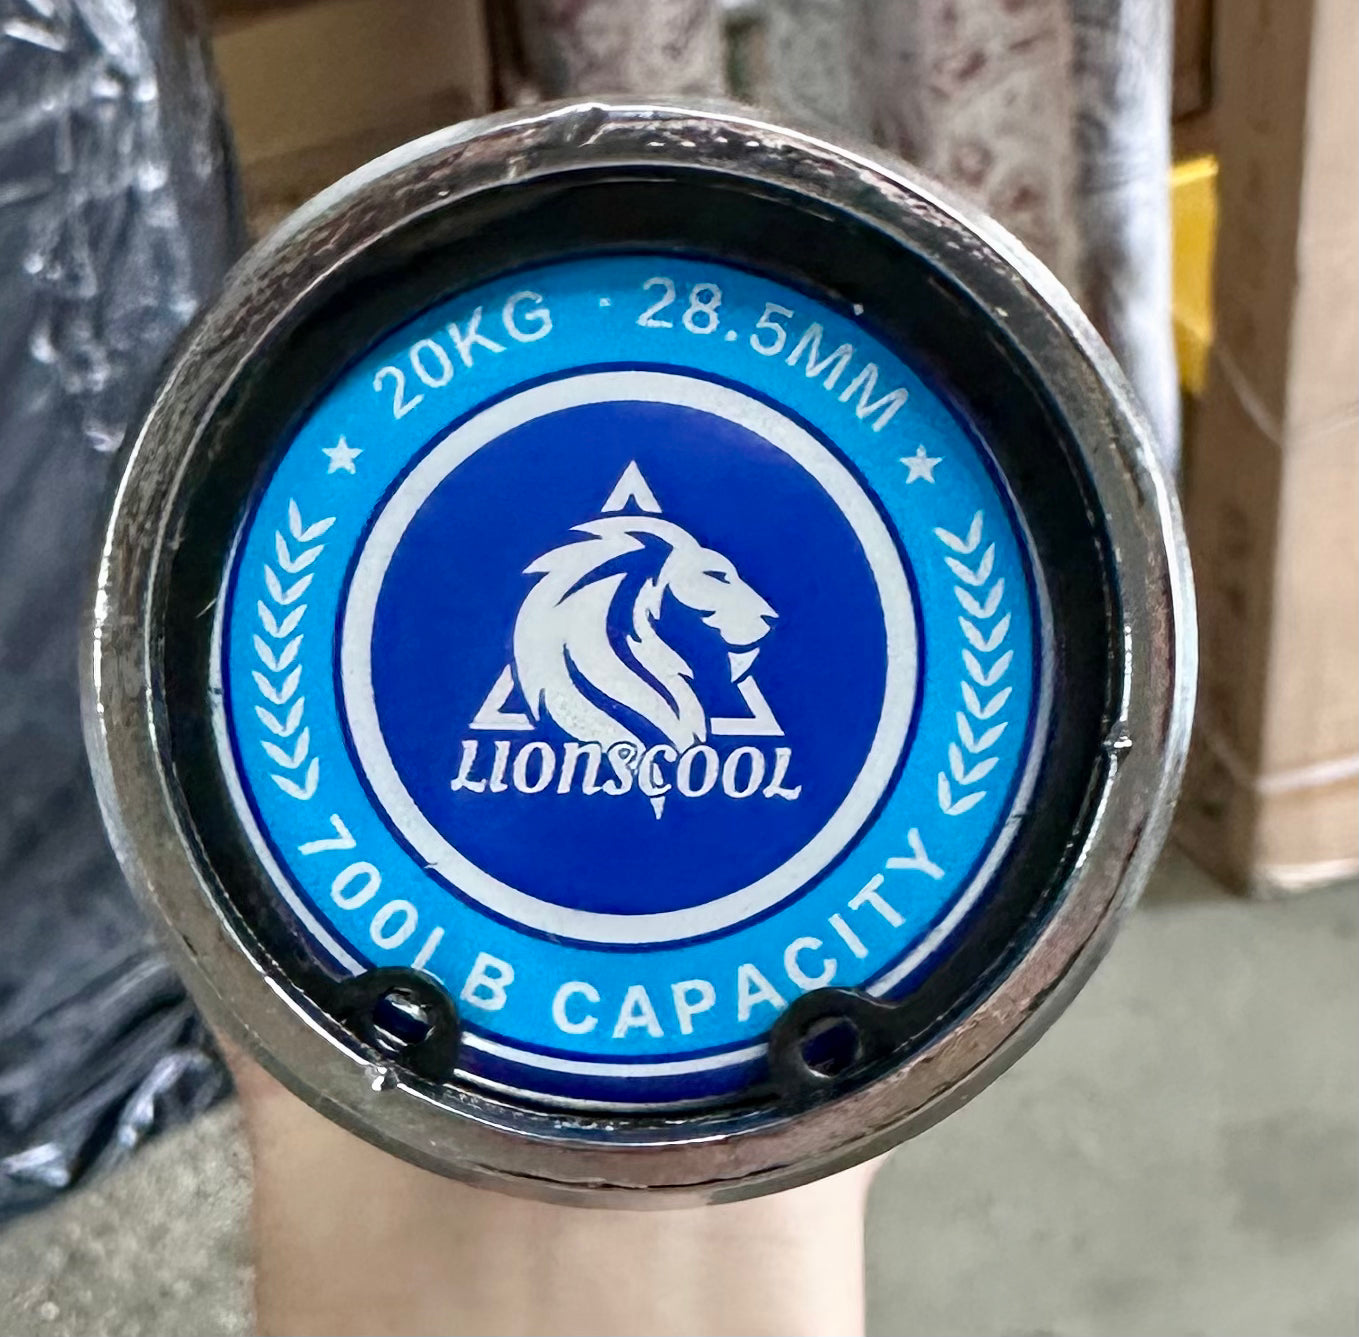 20KG · 28.5MM
LIONSCOOL
700LB CAPACITY